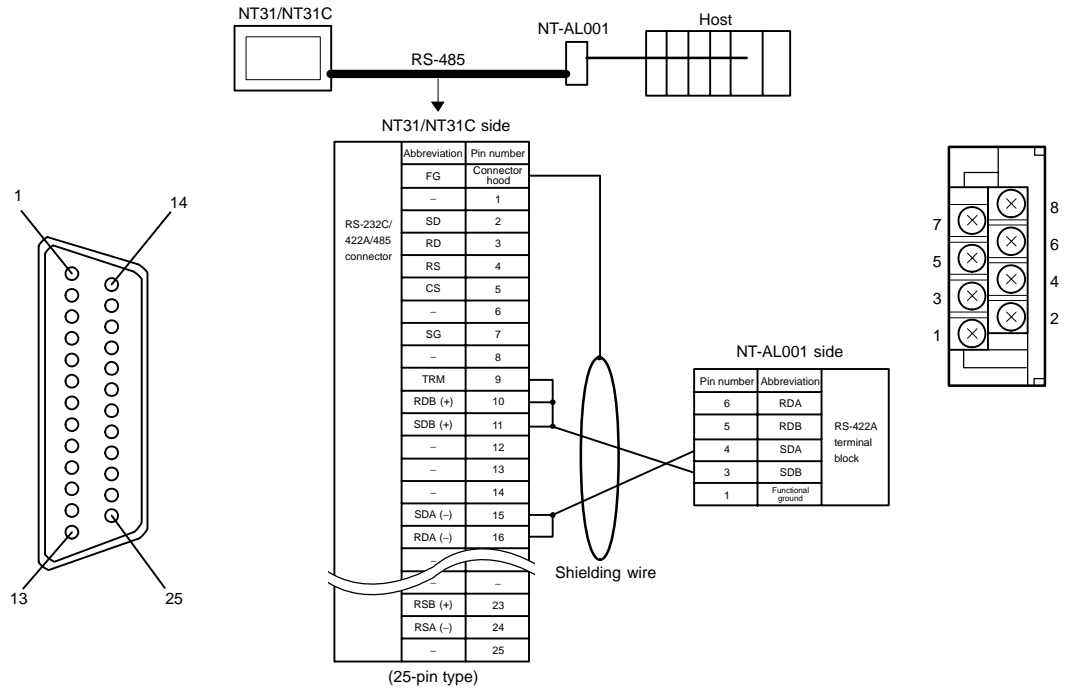 NT31/NT31C
NT-AL001
Host
RS-485
NT31/NT31C side
Abbreviation Pin number
FG Connector hood
– 1
SD 2
RD 3
RS 4
CS 5
– 6
SG 7
– 8
TRM 9
RDB (+) 10
SDB (+) 11
– 12
– 13
– 14
SDA (–) 15
RDA (–) 16
–
– –
RSB (+) 23
RSA (–) 24
– 25
RS-232C/
422A/485
connector
(25-pin type)
Shielding wire
NT-AL001 side
Pin number Abbreviation
6 RDA
5 RDB
4 SDA
3 SDB
1 Functional ground
RS-422A
terminal
block
1
14
13
25
8
7
6
5
4
3
2
1